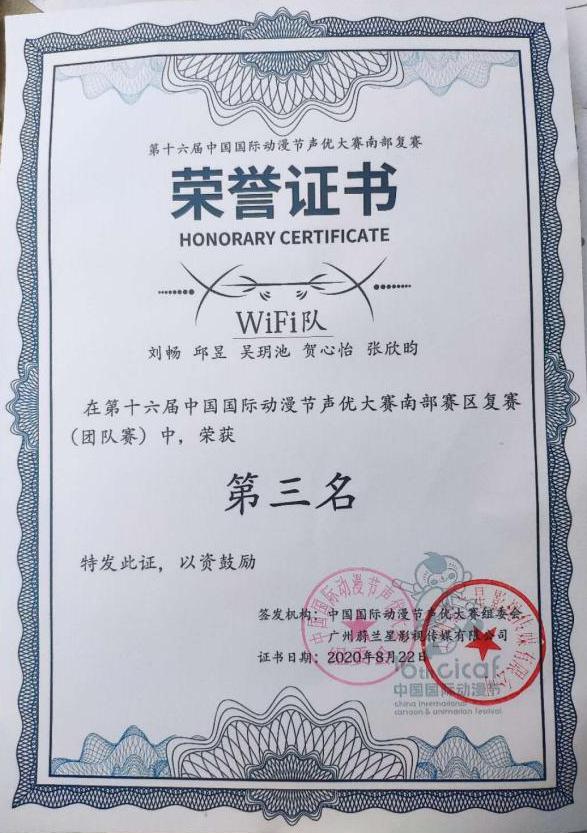 第十六届中国国际动漫节声优大赛南部复赛
荣誉证书
HONORARY CERTIFICATE
WiFi队
刘畅 邱昱 吴玥池 贺心怡 张欣昀
在第十六届中国国际动漫节声优大赛南部赛区复赛
(团队赛)中，荣获
第三名
特发此证，以资鼓励
签发机构：中国国际动漫节声优大赛组委会
广州蔚兰星影视传媒有限公司
证书日期：2020年8月22日
16th cicaf
中国国际动漫节
china international
cartoon & animation festival